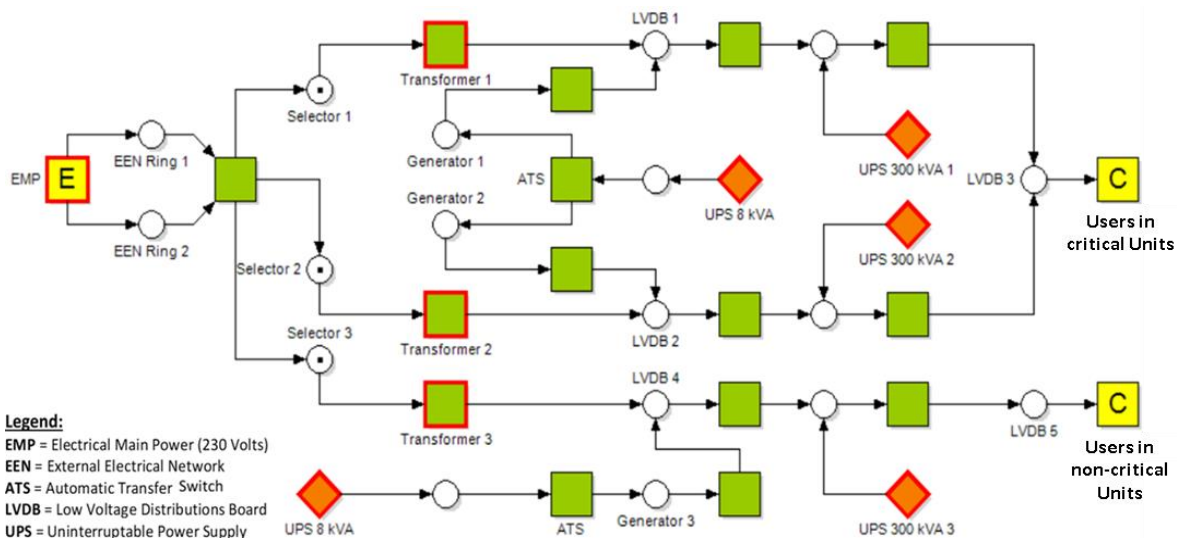 LVDB 1
Transformer 1
Selector 1
EEN Ring 1
Generator 1
UPS 300 kVA 1
EMP
E
ATS
LVDB 3
C
Generator 2
UPS 8 kVA
Users in
critical Units
EEN Ring 2
Selector 2
UPS 300 kVA 2
Selector 3
Transformer 2
LVDB 2
LVDB 4
C
Transformer 3
LVDB 5
Users in
non-critical
Units
Legend:
EMP = Electrical Main Power (230 Volts)
EEN = External Electrical Network
ATS = Automatic Transfer Switch
LVDB = Low Voltage Distributions Board
UPS = Uninterruptable Power Supply
UPS 8 kVA
ATS
Generator 3
UPS 300 kVA 3